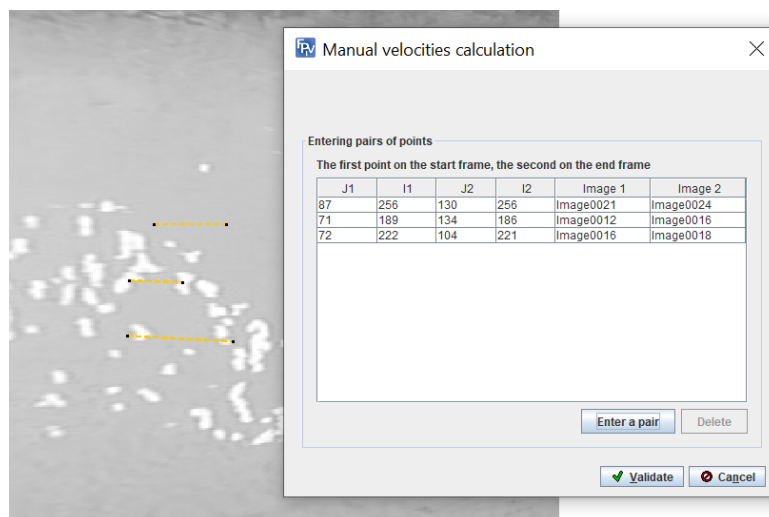 FPV Manual velocities calculation
Entering pairs of points
The first point on the start frame, the second on the end frame
J1 I1 J2 I2 Image 1 Image 2
87 256 130 256 Image0021 Image0024
71 189 134 186 Image0012 Image0016
72 222 104 221 Image0016 Image0018
Enter a pair Delete
Validate Cancel